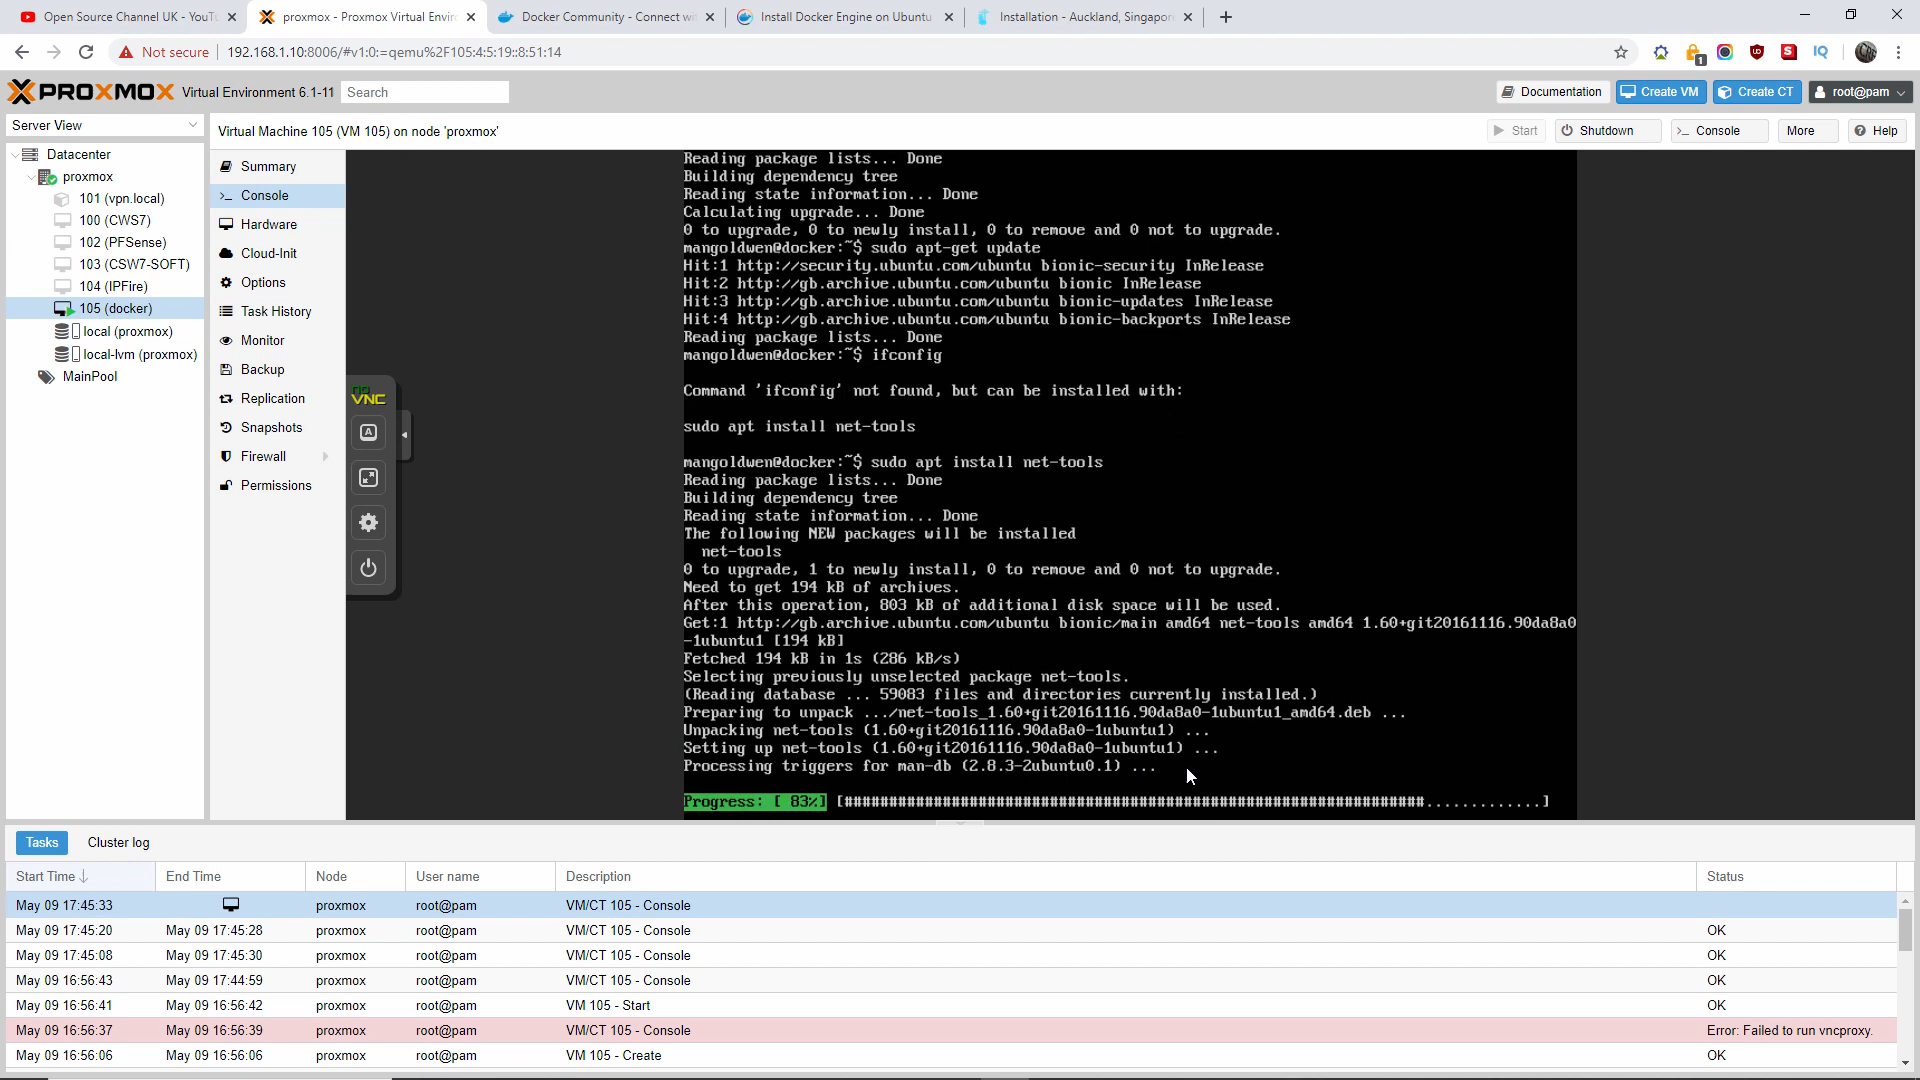 Open Source Channel UK - YouT
proxmox - Proxmox Virtual Envir
Docker Community - Connect wi
Install Docker Engine on Ubuntu
Installation - Auckland, Singapor
Not secure
192.168.1.10:8006/#v1:0:=qemu%2F105:4:5:19::8:51:14
1
IQ
PROXMOX
Virtual Environment 6.1-11
Search
Documentation
Create VM
Create CT
root@pam
Server View
Virtual Machine 105 (VM 105) on node 'proxmox'
Start
Shutdown
Console
More
Help
Datacenter
proxmox
101 (vpn.local)
100 (CWS7)
102 (PFSense)
103 (CSW7-SOFT)
104 (IPFire)
105 (docker)
local (proxmox)
local-lvm (proxmox)
MainPool
Summary
Console
Hardware
Cloud-Init
Options
Task History
Monitor
Backup
Replication
Snapshots
Firewall
Permissions
no
VNC
A
Reading package lists... Done
Building dependency tree
Reading state information... Done
Calculating upgrade... Done
0 to upgrade, 0 to newly install, 0 to remove and 0 not to upgrade.
mangoldwen@docker:~$ sudo apt-get update
Hit:1 http://security.ubuntu.com/ubuntu bionic-security InRelease
Hit:2 http://gb.archive.ubuntu.com/ubuntu bionic InRelease
Hit:3 http://gb.archive.ubuntu.com/ubuntu bionic-updates InRelease
Hit:4 http://gb.archive.ubuntu.com/ubuntu bionic-backports InRelease
Reading package lists... Done
mangoldwen@docker:~$ ifconfig
Command 'ifconfig' not found, but can be installed with:
sudo apt install net-tools
mangoldwen@docker:~$ sudo apt install net-tools
Reading package lists... Done
Building dependency tree
Reading state information... Done
The following NEW packages will be installed
net-tools
0 to upgrade, 1 to newly install, 0 to remove and 0 not to upgrade.
Need to get 194 kB of archives.
After this operation, 803 kB of additional disk space will be used.
Get:1 http://gb.archive.ubuntu.com/ubuntu bionic/main amd64 net-tools amd64 1.60+git20161116.90da8a0
-1ubuntu1 [194 kB]
Fetched 194 kB in 1s (286 kB/s)
Selecting previously unselected package net-tools.
(Reading database ... 59083 files and directories currently installed.)
Preparing to unpack .../net-tools_1.60+git20161116.90da8a0-1ubuntu1_amd64.deb ...
Unpacking net-tools (1.60+git20161116.90da8a0-1ubuntu1) ...
Setting up net-tools (1.60+git20161116.90da8a0-1ubuntu1) ...
Processing triggers for man-db (2.8.3-2ubuntu0.1) ...
Progress: [ 83%] [#################################################################.............]
Tasks
Cluster log
Start Time End Time Node User name Description Status
May 09 17:45:33 proxmox root@pam VM/CT 105 - Console
May 09 17:45:20 May 09 17:45:28 proxmox root@pam VM/CT 105 - Console OK
May 09 17:45:08 May 09 17:45:30 proxmox root@pam VM/CT 105 - Console OK
May 09 16:56:43 May 09 17:44:59 proxmox root@pam VM/CT 105 - Console OK
May 09 16:56:41 May 09 16:56:42 proxmox root@pam VM 105 - Start OK
May 09 16:56:37 May 09 16:56:39 proxmox root@pam VM/CT 105 - Console Error: Failed to run vncproxy.
May 09 16:56:06 May 09 16:56:06 proxmox root@pam VM 105 - Create OK